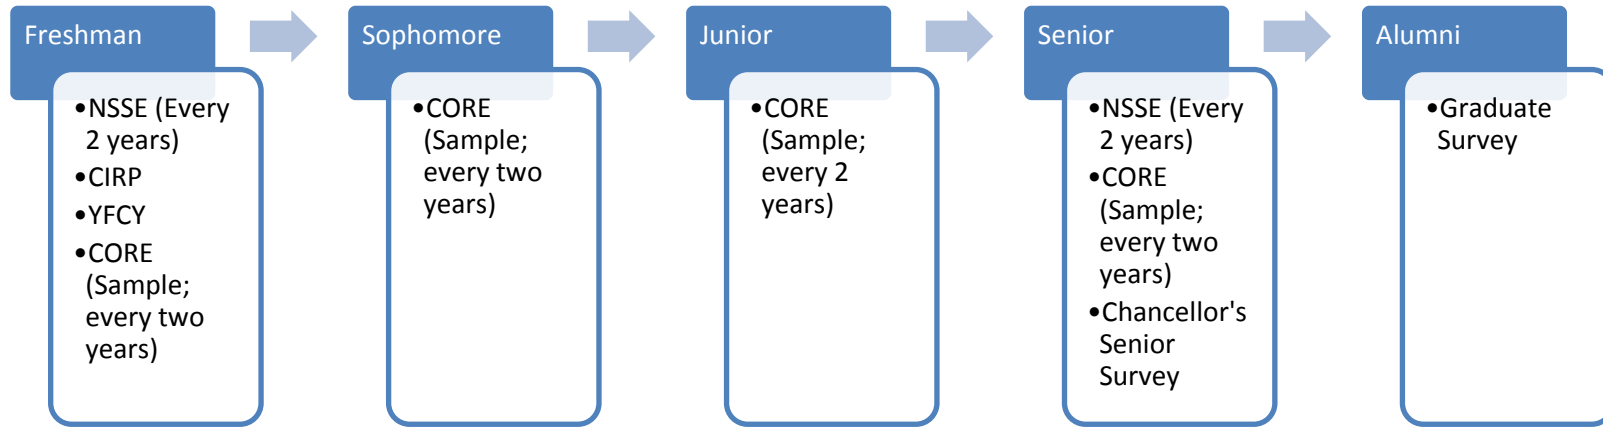 Freshman
•NSSE (Every
2 years)
•CIRP
•YFCY
•CORE
(Sample;
every two
years)
Sophomore
•CORE
(Sample;
every two
years)
Junior
•CORE
(Sample;
every 2
years)
Senior
•NSSE (Every
2 years)
•CORE
(Sample;
every two
years)
•Chancellor's
Senior
Survey
Alumni
•Graduate
Survey